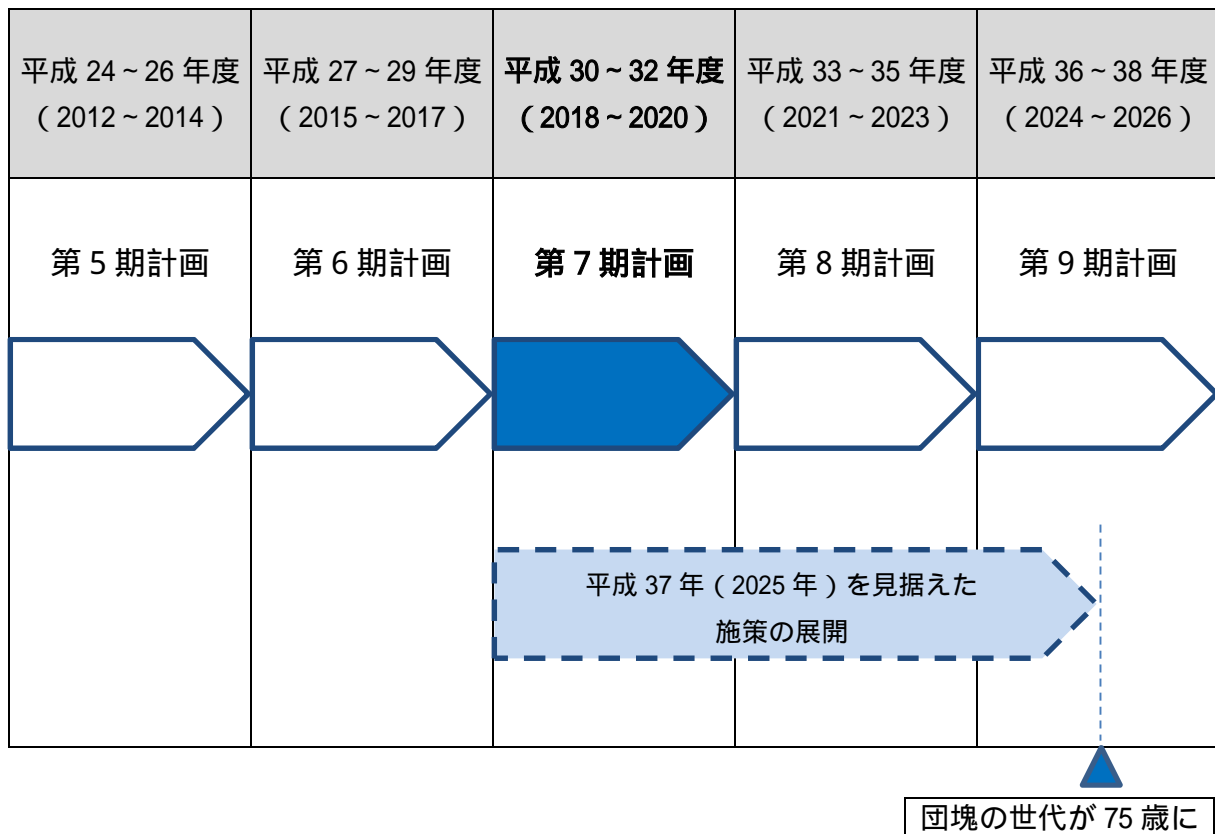 平成 24～26 年度
（2012～2014）
平成 27～29 年度
（2015～2017）
平成 30～32 年度
（2018～2020）
平成 33～35 年度
（2021～2023）
平成 36～38 年度
（2024～2026）
第 5 期計画
第 6 期計画
第 7 期計画
第 8 期計画
第 9 期計画
平成 37 年（2025 年）を見据えた
施策の展開
団塊の世代が 75 歳に